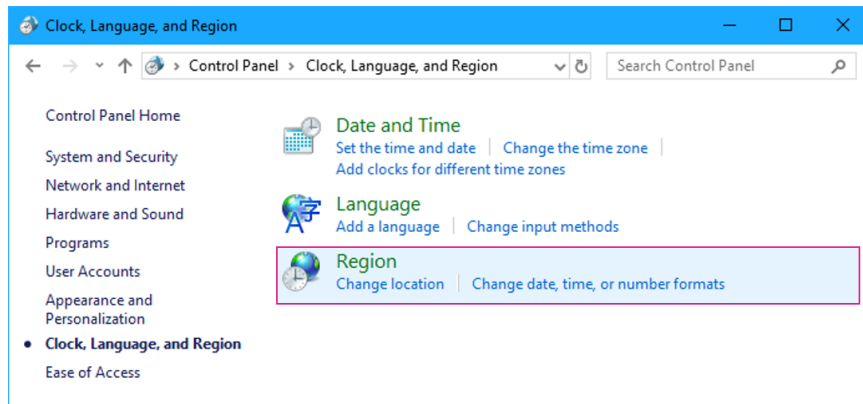 Clock, Language, and Region
Control Panel > Clock, Language, and Region
Search Control Panel
Control Panel Home
System and Security
Network and Internet
Hardware and Sound
Programs
User Accounts
Appearance and
Personalization
Clock, Language, and Region
Ease of Access
Date and Time
Set the time and date | Change the time zone |
Add clocks for different time zones
Language
Add a language | Change input methods
Region
Change location | Change date, time, or number formats